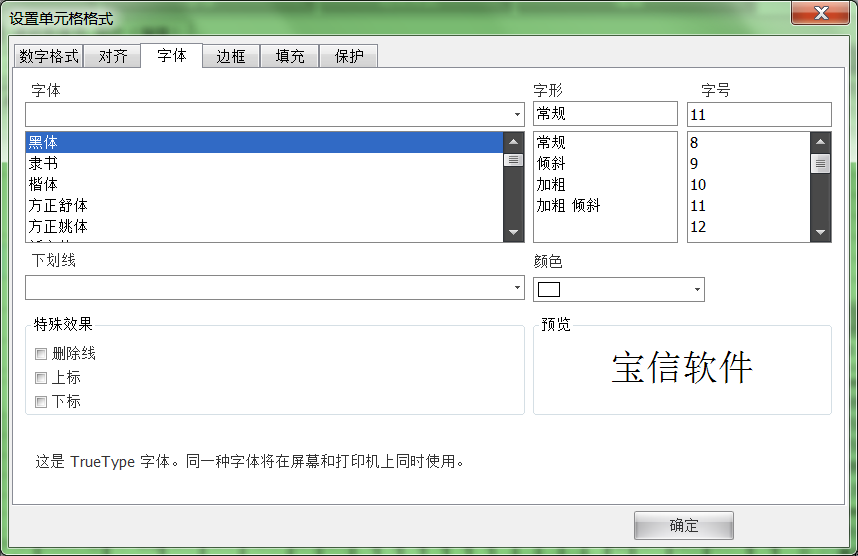 设置单元格格式
数字格式 对齐 字体 边框 填充 保护
字体 字形 字号
常规 11
黑体 常规 8
隶书 倾斜 9
楷体 加粗 10
方正舒体 加粗 倾斜 11
方正姚体 12
下划线 颜色
特殊效果 预览
删除线
上标
下标
宝信软件
这是 TrueType 字体。同一种字体将在屏幕和打印机上同时使用。
确定